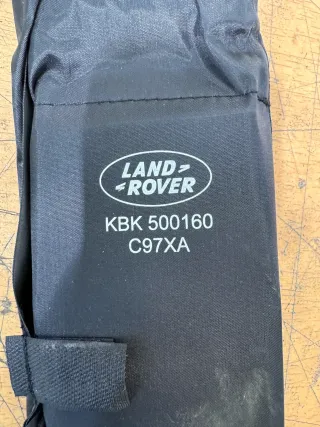 LAND
ROVER
KBK 500160
C97XA